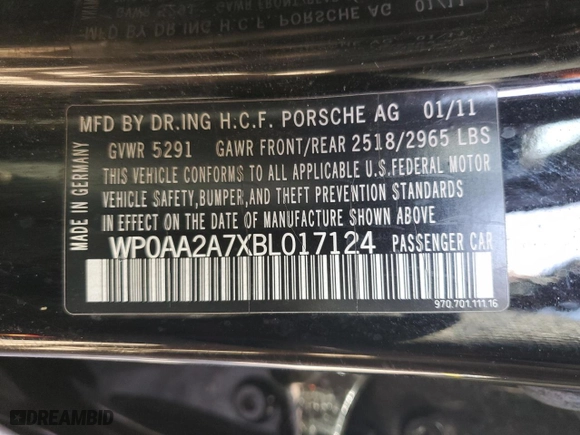 MFD BY DR.ING H.C.F. PORSCHE AG 01/11
GVWR 5291 GAWR FRONT/REAR 2518/2965 LBS
THIS VEHICLE CONFORMS TO ALL APPLICABLE U.S.FEDERAL MOTOR
VEHICLE SAFETY,BUMPER,AND THEFT PREVENTION STANDARDS
IN EFFECT ON THE DATE OF MANUFACTURE SHOWN ABOVE
WP0AA2A7XBL017124 PASSENGER CAR
MADE IN GERMANY
970.701.111.16
DREAMBID